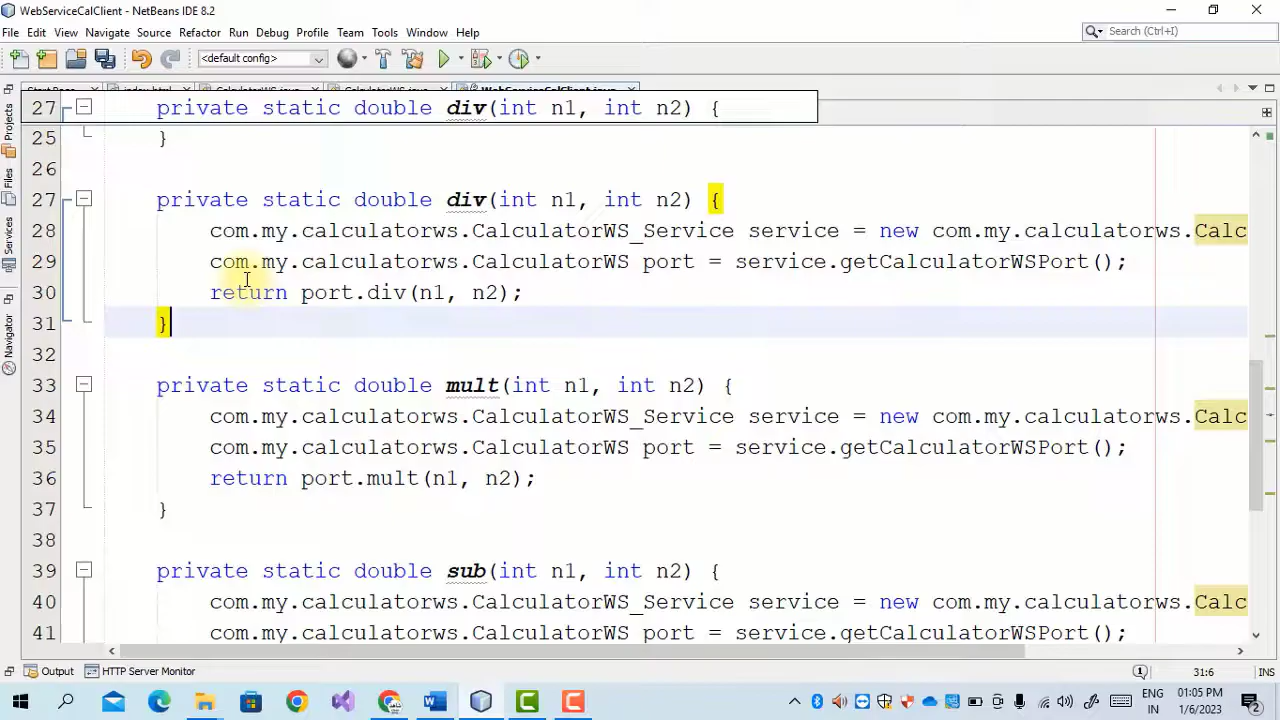 WebServiceCalClient - NetBeans IDE 8.2
File Edit View Navigate Source Refactor Run Debug Profile Team Tools Window Help
Search (Ctrl+I)
<default config>
27 private static double div(int n1, int n2) {
25 }
26
27 private static double div(int n1, int n2) {
28 com.my.calculatorws.CalculatorWS_Service service = new com.my.calculatorws.Calc
29 com.my.calculatorws.CalculatorWS port = service.getCalculatorWSPort();
30 return port.div(n1, n2);
31 }
32
33 private static double mult(int n1, int n2) {
34 com.my.calculatorws.CalculatorWS_Service service = new com.my.calculatorws.Calc
35 com.my.calculatorws.CalculatorWS port = service.getCalculatorWSPort();
36 return port.mult(n1, n2);
37 }
38
39 private static double sub(int n1, int n2) {
40 com.my.calculatorws.CalculatorWS_Service service = new com.my.calculatorws.Calc
41 com.my.calculatorws.CalculatorWS port = service.getCalculatorWSPort();
Projects
Files
Services
Navigator
Output HTTP Server Monitor
31:6 INS
ENG 01:05 PM
IN 1/6/2023
2